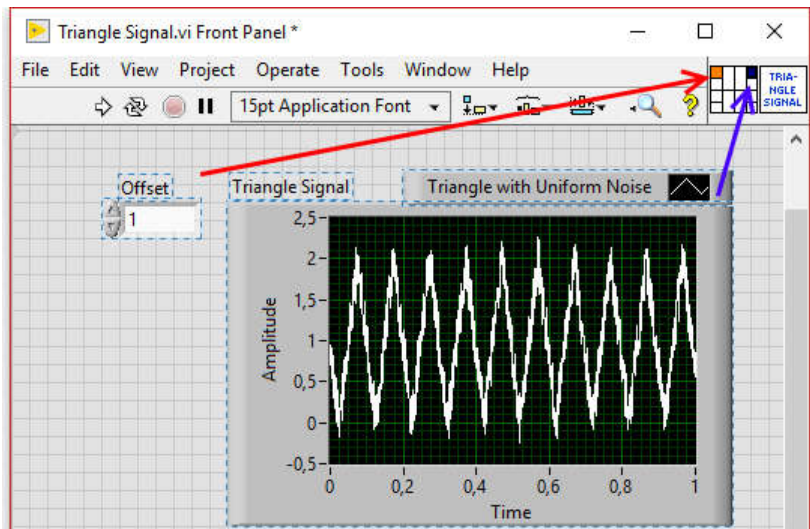 Triangle Signal.vi Front Panel *
File Edit View Project Operate Tools Window Help
15pt Application Font
TRIA-
NGLE
SIGNAL
Offset
1
Triangle Signal
Triangle with Uniform Noise
2,5
2
1,5
1
0,5
0
-0,5
Amplitude
0 0,2 0,4 0,6 0,8 1
Time